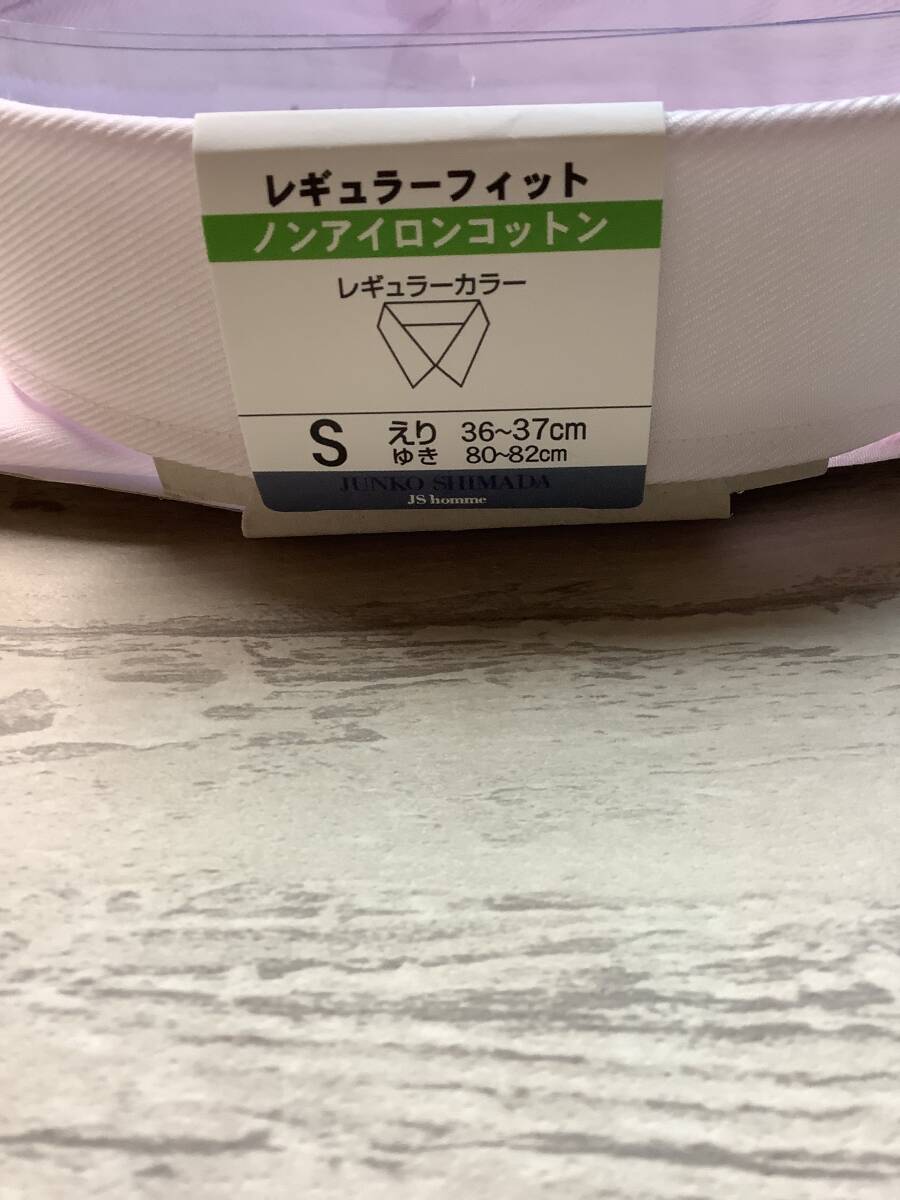 レギュラーフィット
ノンアイロンコットン
レギュラーカラー
S えり 36~37cm
ゆき 80~82cm
JUNKO SHIMADA
JS homme